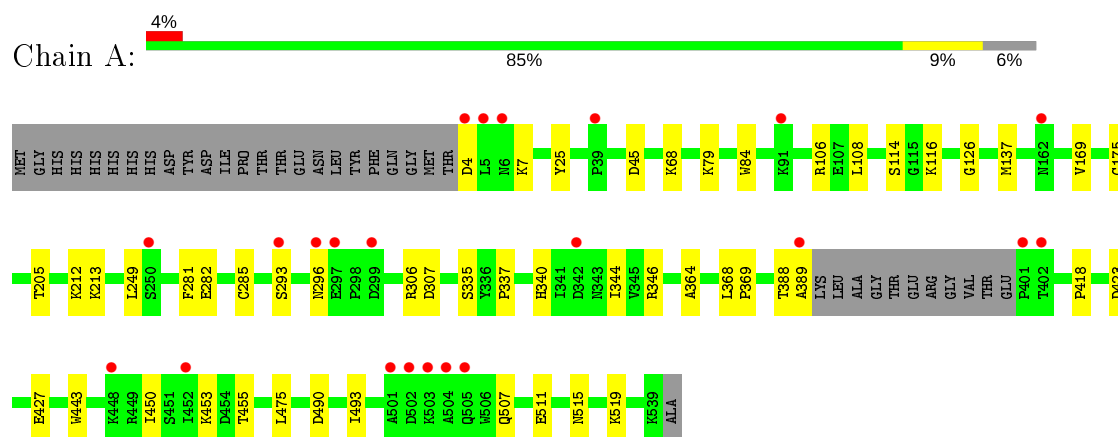 4%
Chain A:
85% 9% 6%
MET GLY HIS HIS HIS HIS HIS HIS ASP TYR ASP ILE PRO THR THR GLU ASN LEU TYR PHE GLN GLY MET THR D4 L5 N6 K7 Y25 P39 D45 K68 K79 W84 K91 R106 E107 L108 S114 G115 K116 G126 M137 N162 V169
T205 K212 K213 L249 S250 F281 E282 C285 S293 N296 E297 P298 D299 R306 D307 S335 Y336 P337 H340 I341 D342 N343 I344 V345 R346 A364 L368 P369 T388 A389 LYS LEU ALA GLY THR GLU ARG GLY VAL THR GLU P401 T402 P418
E427 W443 K448 R449 I450 S451 I452 K453 D454 T455 L475 D490 I493 A501 D502 K503 A504 Q505 W506 Q507 E511 N515 K519 K539 ALA